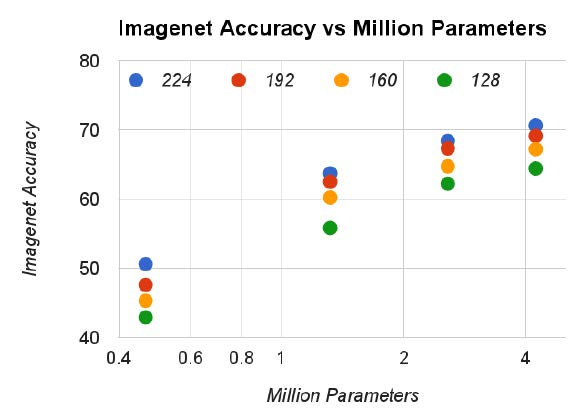 Imagenet Accuracy vs Million Parameters
80
224 192 160 128
70
60
50
40
Imagenet Accuracy
0.4 0.6 0.8 1 2 4
Million Parameters